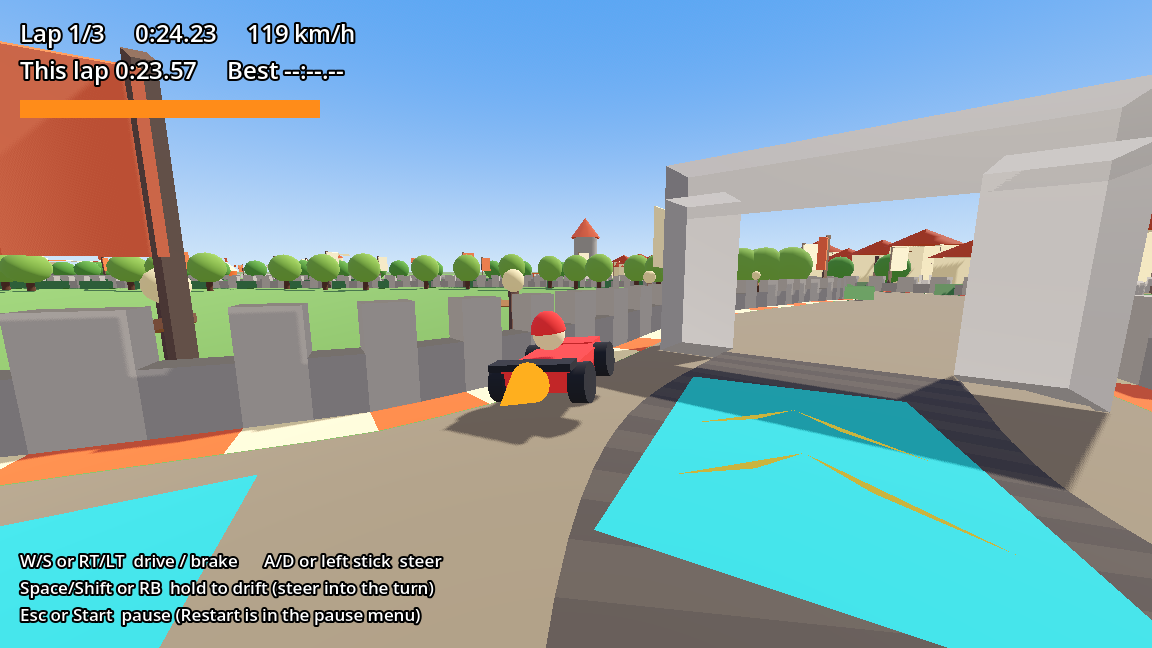 Lap 1/3 0:24.23 119 km/h
This lap 0:23.57 Best --:--.--
W/S or RT/LT drive / brake A/D or left stick steer
Space/Shift or RB hold to drift (steer into the turn)
Esc or Start pause (Restart is in the pause menu)